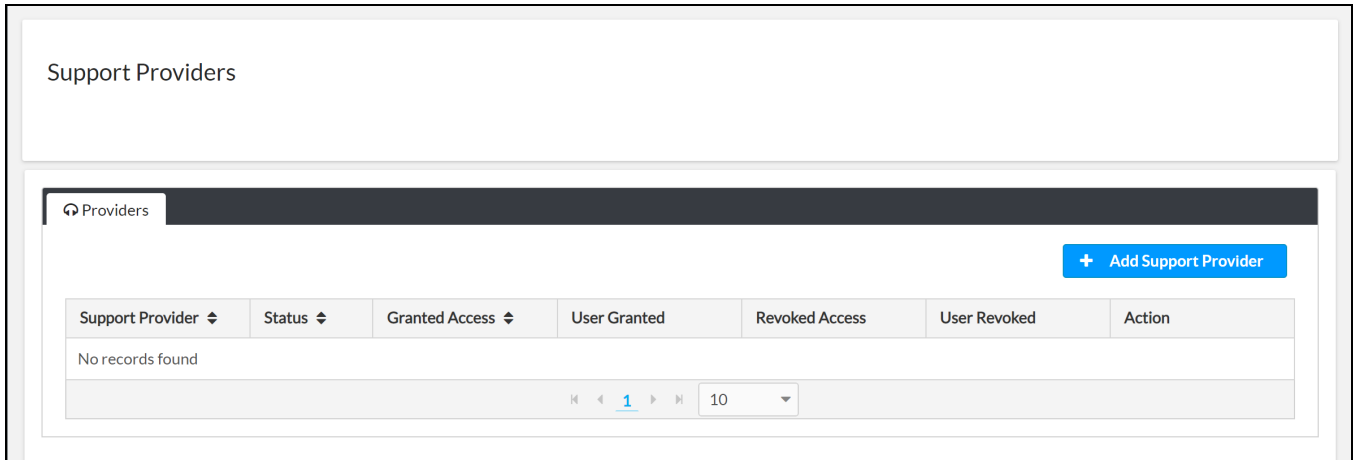 Support Providers
Providers
Add Support Provider
Support Provider Status Granted Access User Granted Revoked Access User Revoked Action
No records found
1 10